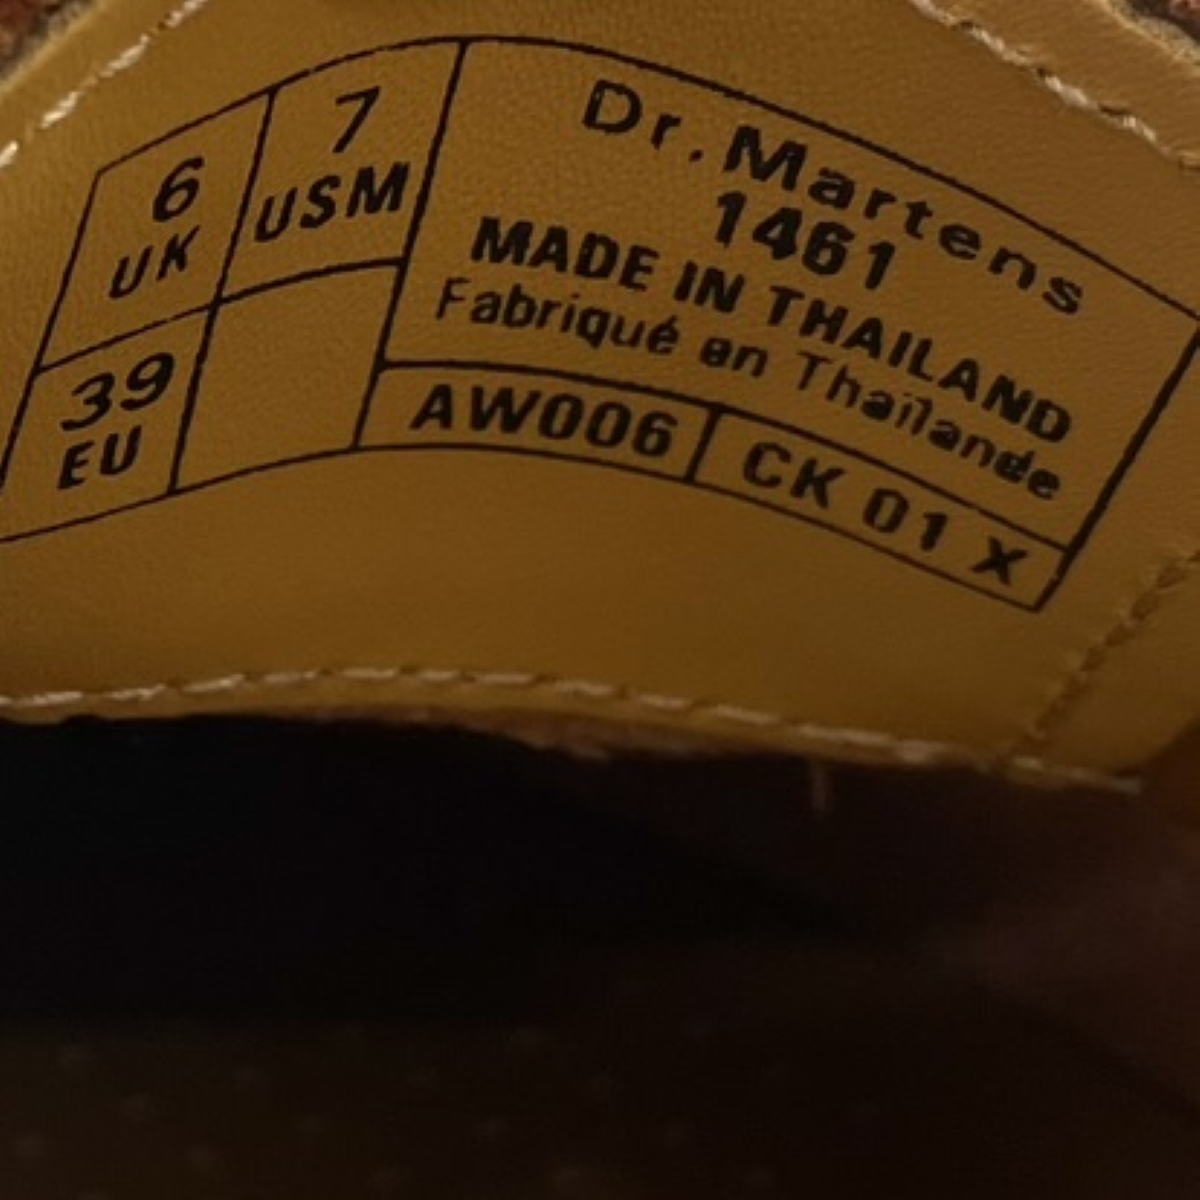 6
UK
7
USM
39
EU
Dr.Martens
1461
MADE IN THAILAND
Fabriqué en Thaïlande
AW006
CK 01 X